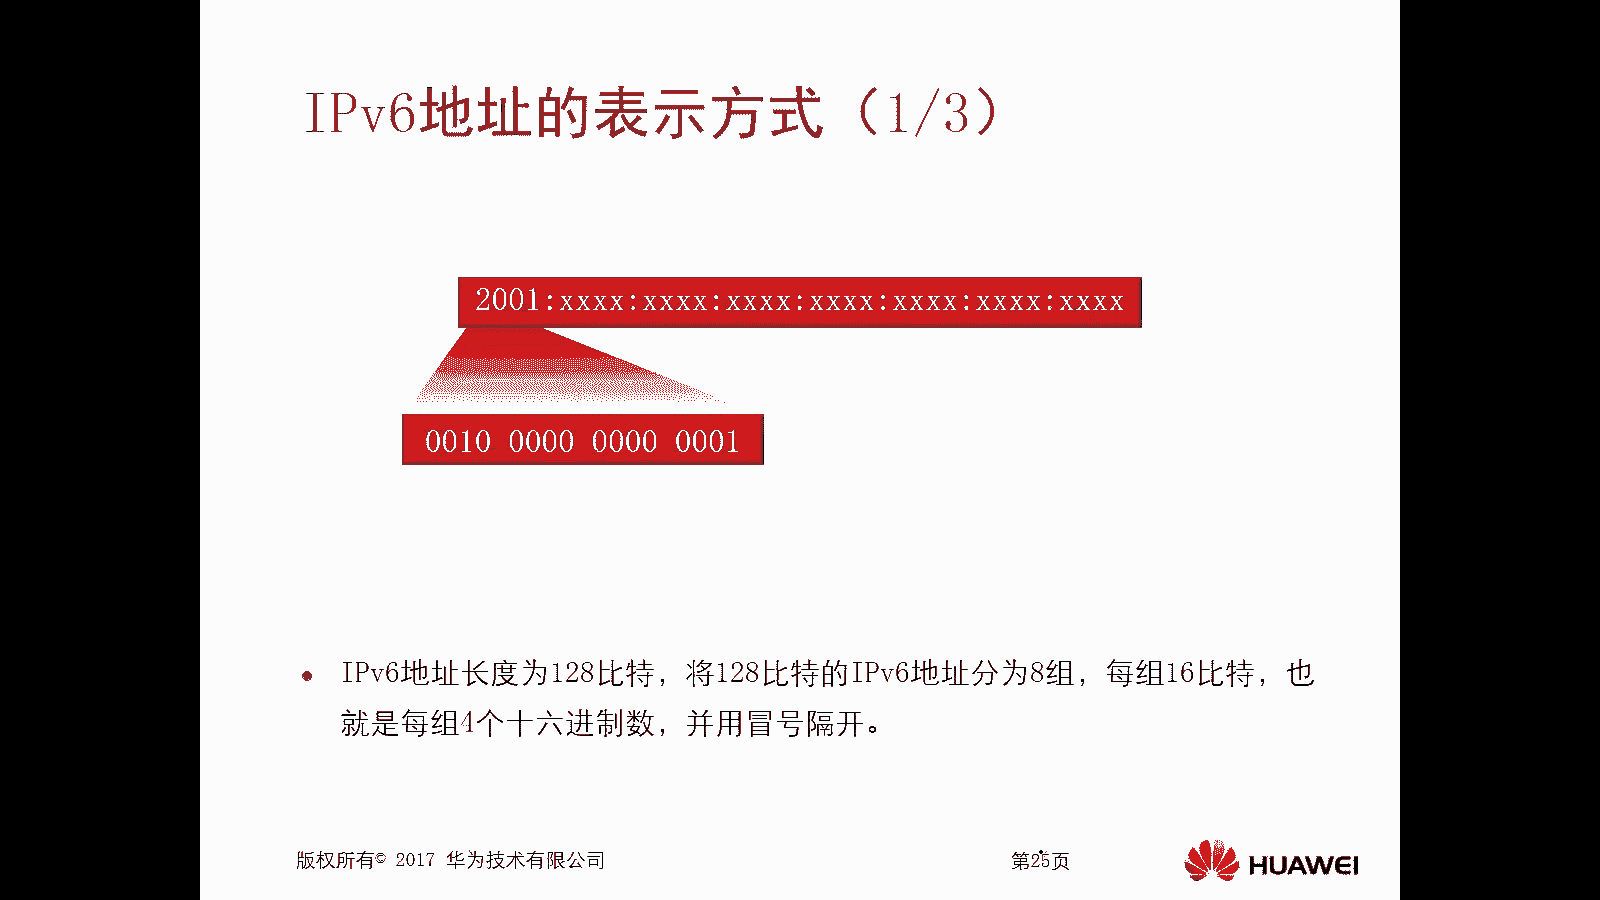 IPv6地址的表示方式（1/3）
2001:xxxx:xxxx:xxxx:xxxx:xxxx:xxxx:xxxx
0010 0000 0000 0001
● IPv6地址长度为128比特，将128比特的IPv6地址分为8组，每组16比特，也
就是每组4个十六进制数，并用冒号隔开。
版权所有© 2017 华为技术有限公司
第25页
HUAWEI